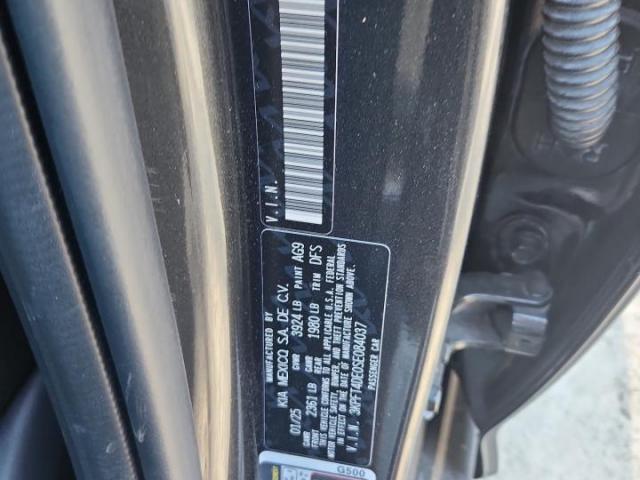 V.I.N.
MANUFACTURED BY
KIA MEXICO S.A. DE C.V.
01/25 GVWR 3924 LB PAINT AG9
GAWR FRONT 2361 LB GAWR REAR 1980 LB TRIM DFS
THIS VEHICLE CONFORMS TO ALL APPLICABLE U.S.A. FEDERAL
MOTOR VEHICLE SAFETY, BUMPER, AND THEFT PREVENTION STANDARDS
IN EFFECT ON THE DATE OF MANUFACTURE SHOWN ABOVE.
V.I.N. 3KPFT4DE0SE084037
PASSENGER CAR
G500